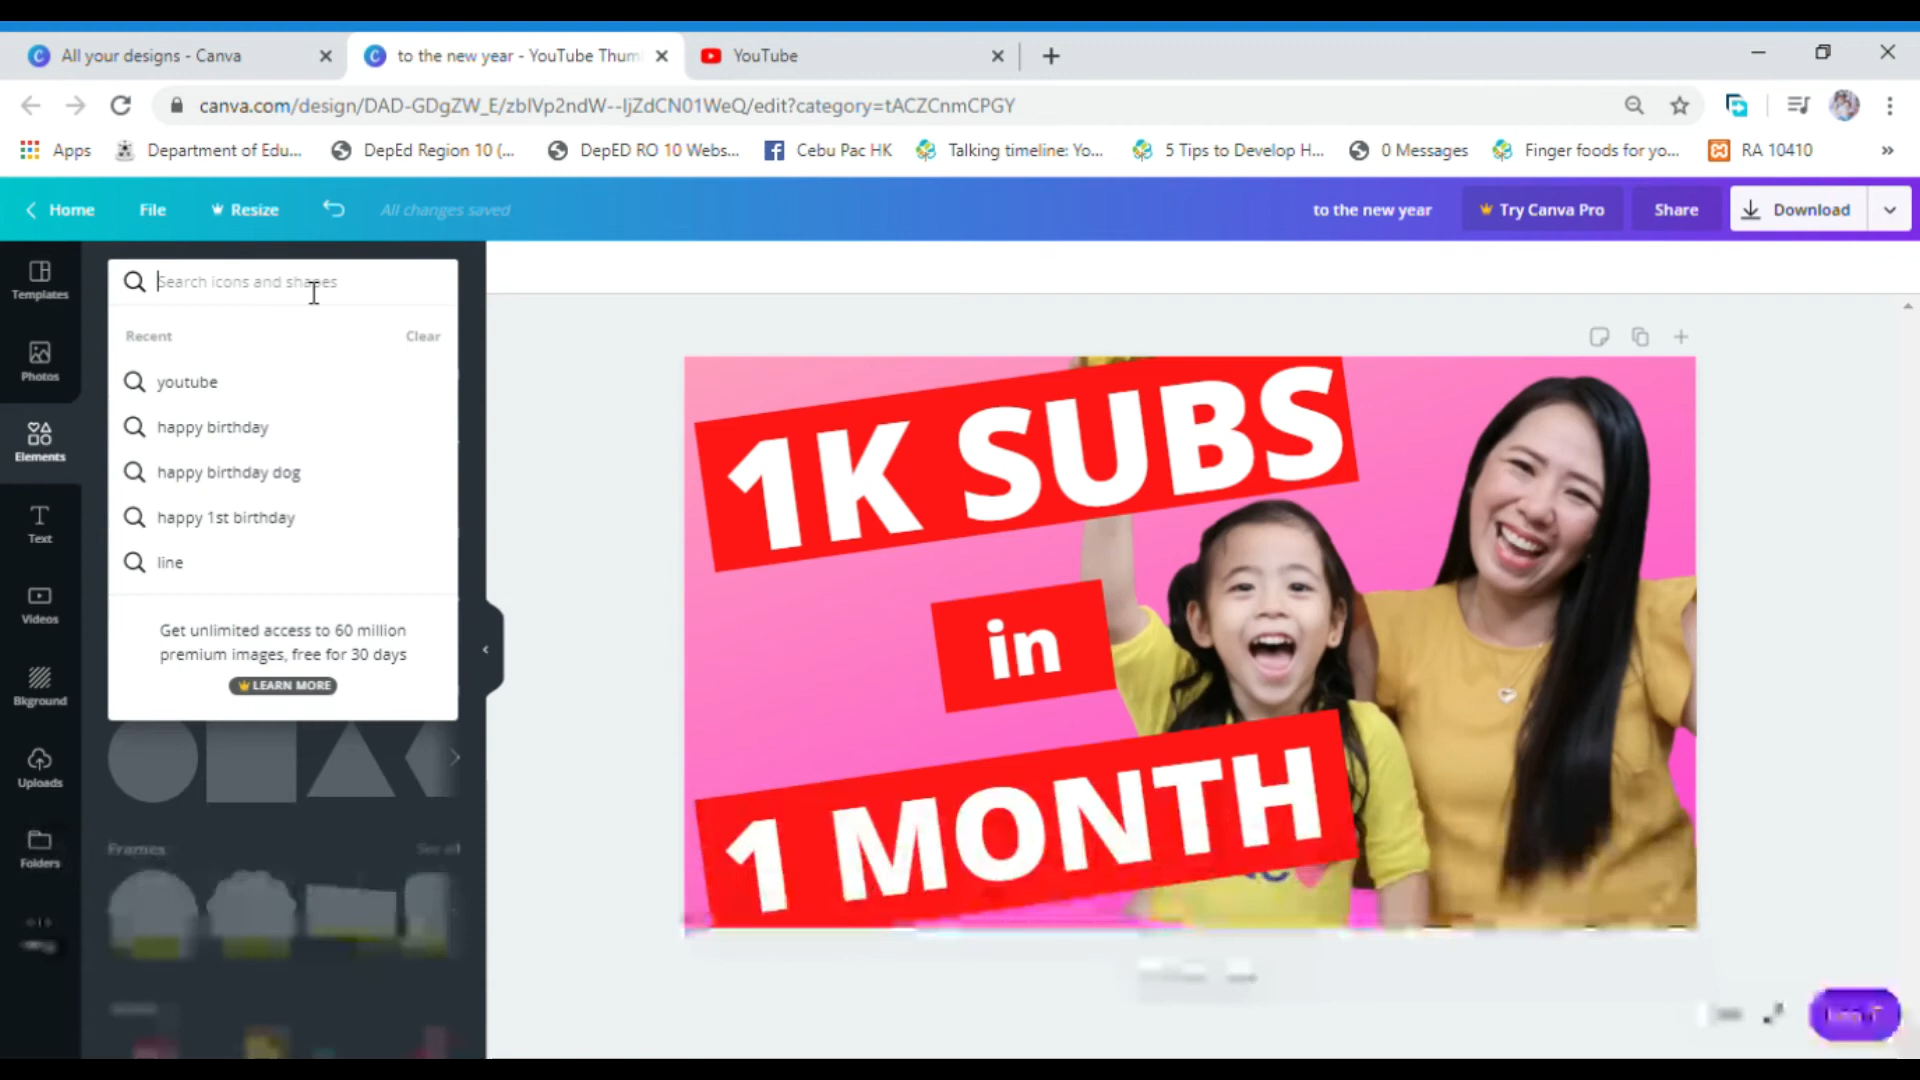 All your designs - Canva
to the new year - YouTube Thum
YouTube
canva.com/design/DAD-GDgZW_E/zblVp2ndW--IjZdCN01WeQ/edit?category=tACZCnmCPGY
Apps
Department of Edu...
DepEd Region 10 (...
DepED RO 10 Webs...
Cebu Pac HK
Talking timeline: Yo...
5 Tips to Develop H...
0 Messages
Finger foods for yo...
RA 10410
»
Home
File
Resize
All changes saved
to the new year
Try Canva Pro
Share
Download
Templates
Photos
Elements
Text
Videos
Bkground
Uploads
Folders
Search icons and shapes
Recent
Clear
youtube
happy birthday
happy birthday dog
happy 1st birthday
line
Get unlimited access to 60 million
premium images, free for 30 days
LEARN MORE
Frames
See all
1K SUBS
in
1 MONTH